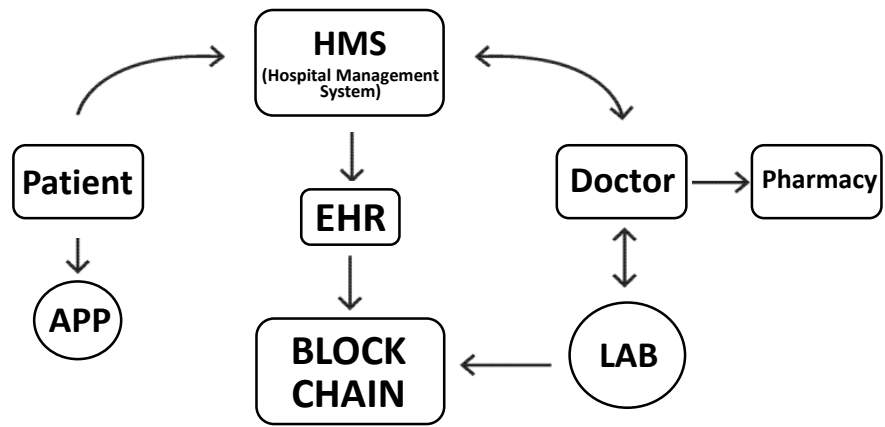 HMS
(Hospital Management
System)
Patient
Doctor
Pharmacy
EHR
APP
BLOCK
CHAIN
LAB